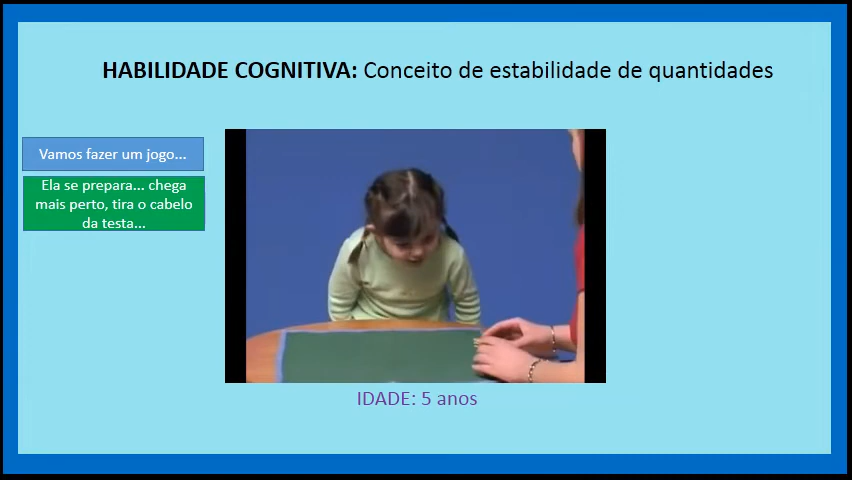 HABILIDADE COGNITIVA: Conceito de estabilidade de quantidades
Vamos fazer um jogo...
Ela se prepara... chega
mais perto, tira o cabelo
da testa...
IDADE: 5 anos